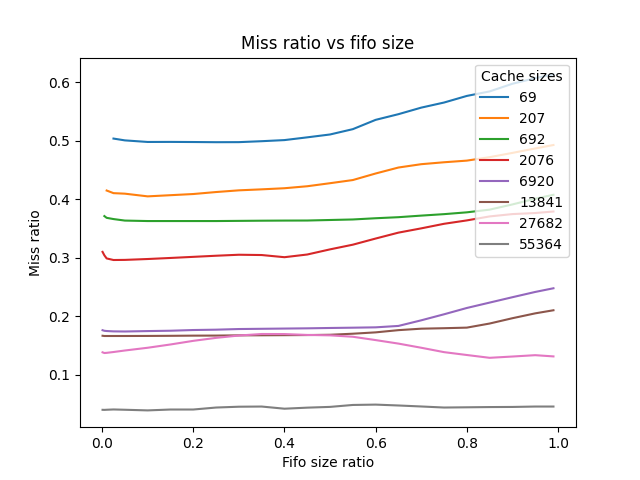 Miss ratio vs fifo size
Cache sizes
69
207
692
2076
6920
13841
27682
55364
0.6
0.5
0.4
0.3
0.2
0.1
Miss ratio
0.0 0.2 0.4 0.6 0.8 1.0
Fifo size ratio